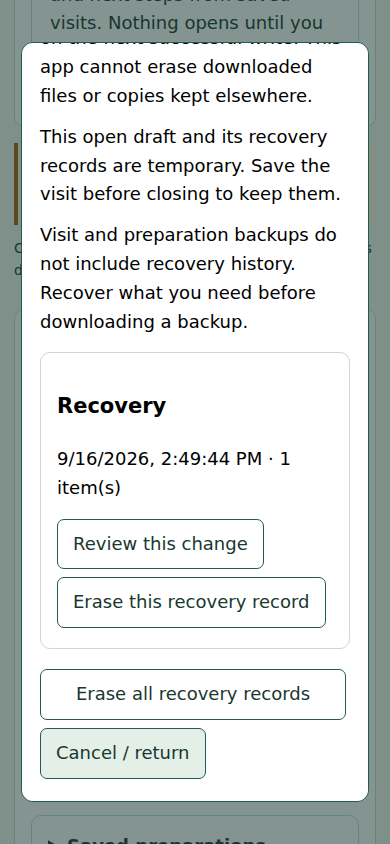 visits. Nothing opens until you
app cannot erase downloaded
files or copies kept elsewhere.
This open draft and its recovery
records are temporary. Save the
visit before closing to keep them.
Visit and preparation backups do
not include recovery history.
Recover what you need before
downloading a backup.
Recovery
9/16/2026, 2:49:44 PM · 1
item(s)
Review this change
Erase this recovery record
Erase all recovery records
Cancel / return
Saved preparations